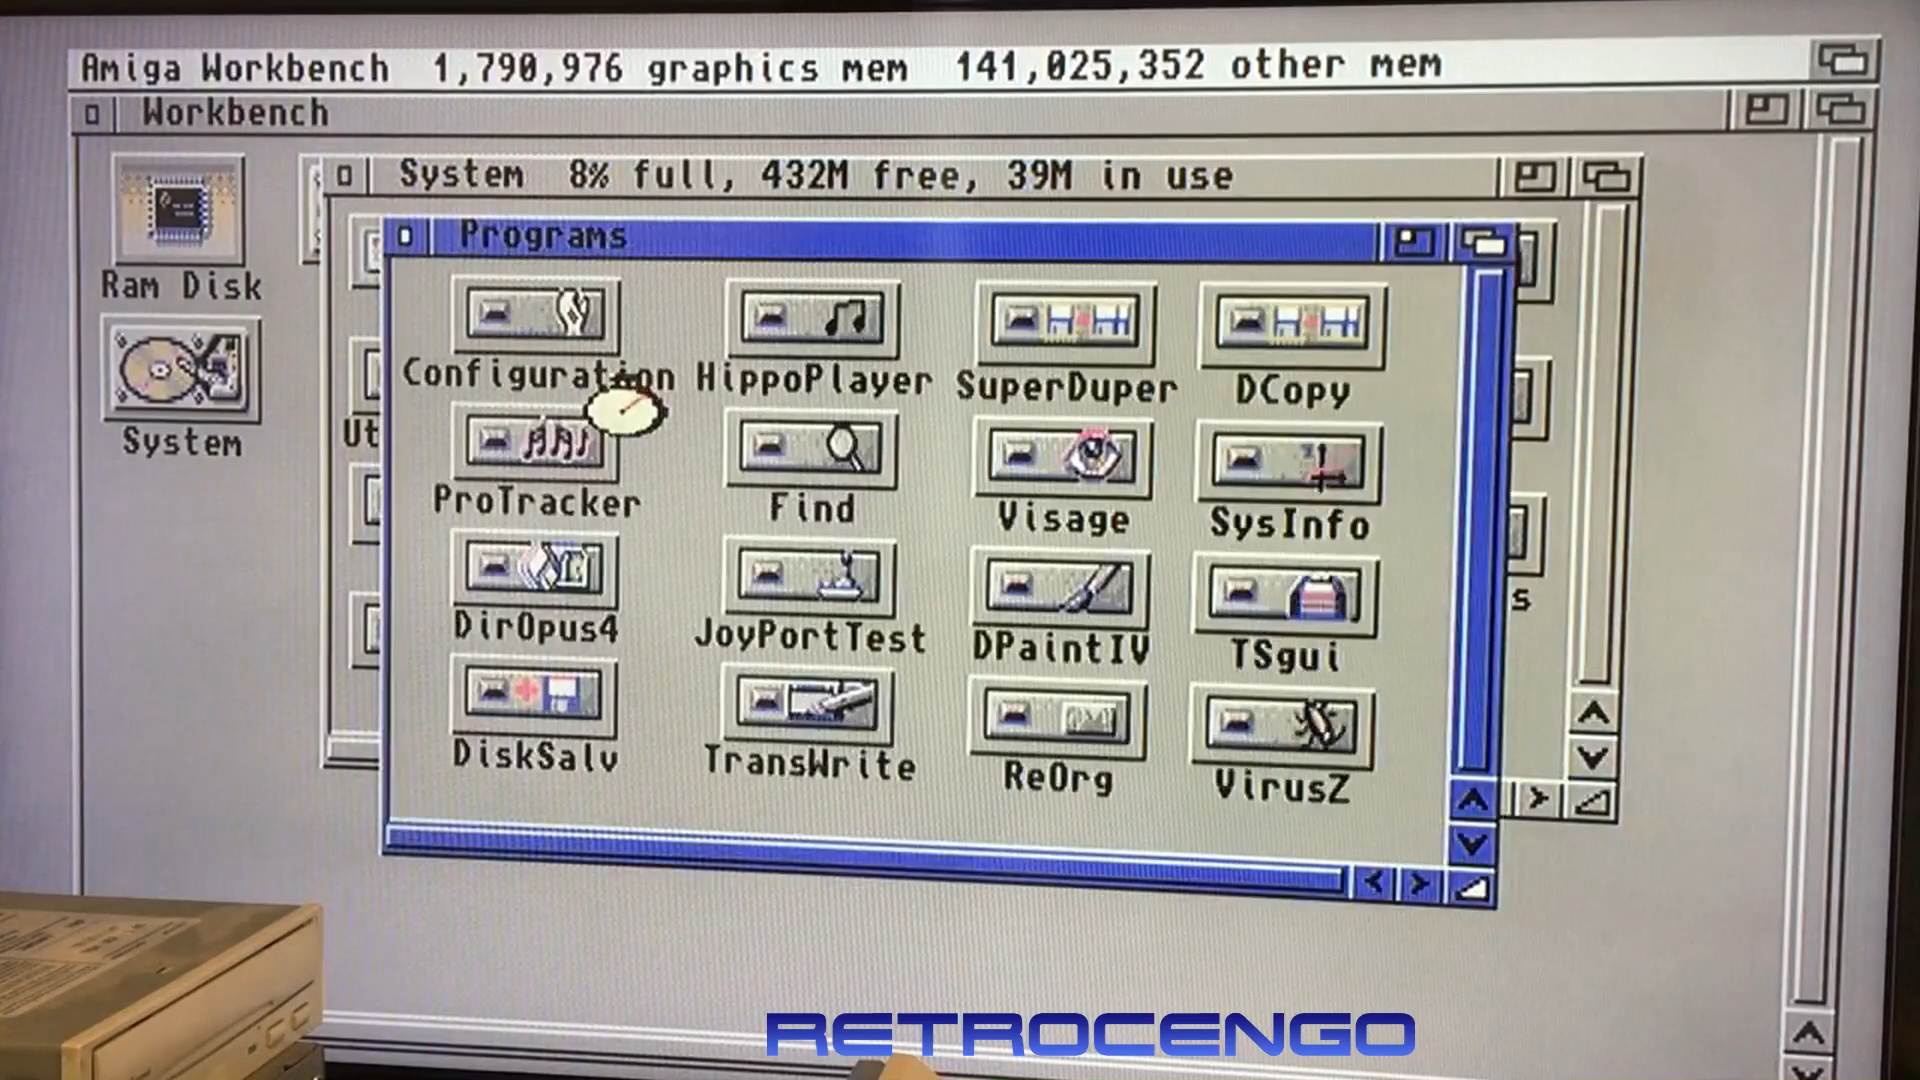 Amiga Workbench 1,790,976 graphics mem 141,025,352 other mem
Workbench
System 8% full, 432M free, 39M in use
Programs
Ram Disk
System
Ut
Configuration HippoPlayer SuperDuper DCopy
ProTracker Find Visage SysInfo
DirOpus4 JoyPortTest DPaintIV TSgui
s
DiskSalv TransWrite ReOrg VirusZ
RETROCENGO